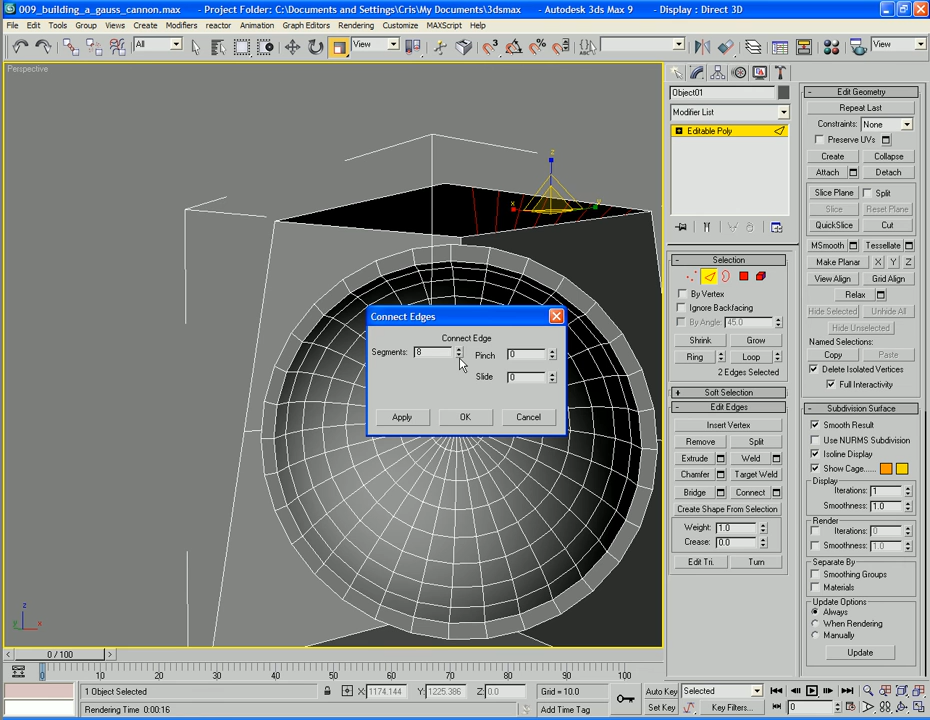 009_building_a_gauss_cannon.max - Project Folder: C:\Documents and Settings\Cris\My Documents\3dsmax - Autodesk 3ds Max 9 - Display : Direct 3D
File Edit Tools Group Views Create Modifiers reactor Animation Graph Editors Rendering Customize MAXScript Help
All View View
Perspective
z
x
z
x
y
Connect Edges
Connect Edge
Segments: 8 Pinch 0
Slide 0
Apply OK Cancel
Object01
Modifier List
Editable Poly
Selection
By Vertex
Ignore Backfacing
By Angle: 45.0
Shrink Grow
Ring Loop
2 Edges Selected
Soft Selection
Edit Edges
Insert Vertex
Remove Split
Extrude Weld
Chamfer Target Weld
Bridge Connect
Create Shape From Selection
Weight: 1.0
Crease: 0.0
Edit Tri. Turn
Edit Geometry
Repeat Last
Constraints: None
Preserve UVs
Create Collapse
Attach Detach
Slice Plane Split
Slice Reset Plane
QuickSlice Cut
MSmooth Tessellate
Make Planar X Y Z
View Align Grid Align
Relax
Hide Selected Unhide All
Hide Unselected
Named Selections:
Copy Paste
Delete Isolated Vertices
Full Interactivity
Subdivision Surface
Smooth Result
Use NURMS Subdivision
Isoline Display
Show Cage......
Display
Iterations: 1
Smoothness: 1.0
Render
Iterations: 0
Smoothness: 1.0
Separate By
Smoothing Groups
Materials
Update Options
Always
When Rendering
Manually
Update
0 / 100
0 10 20 30 40 50 60 70 80 90 100
1 Object Selected X: 1174.144 Y: 1225.386 Z: 0.0 Grid = 10.0 Auto Key Selected
Rendering Time 0:00:16 Add Time Tag Set Key Key Filters... 0